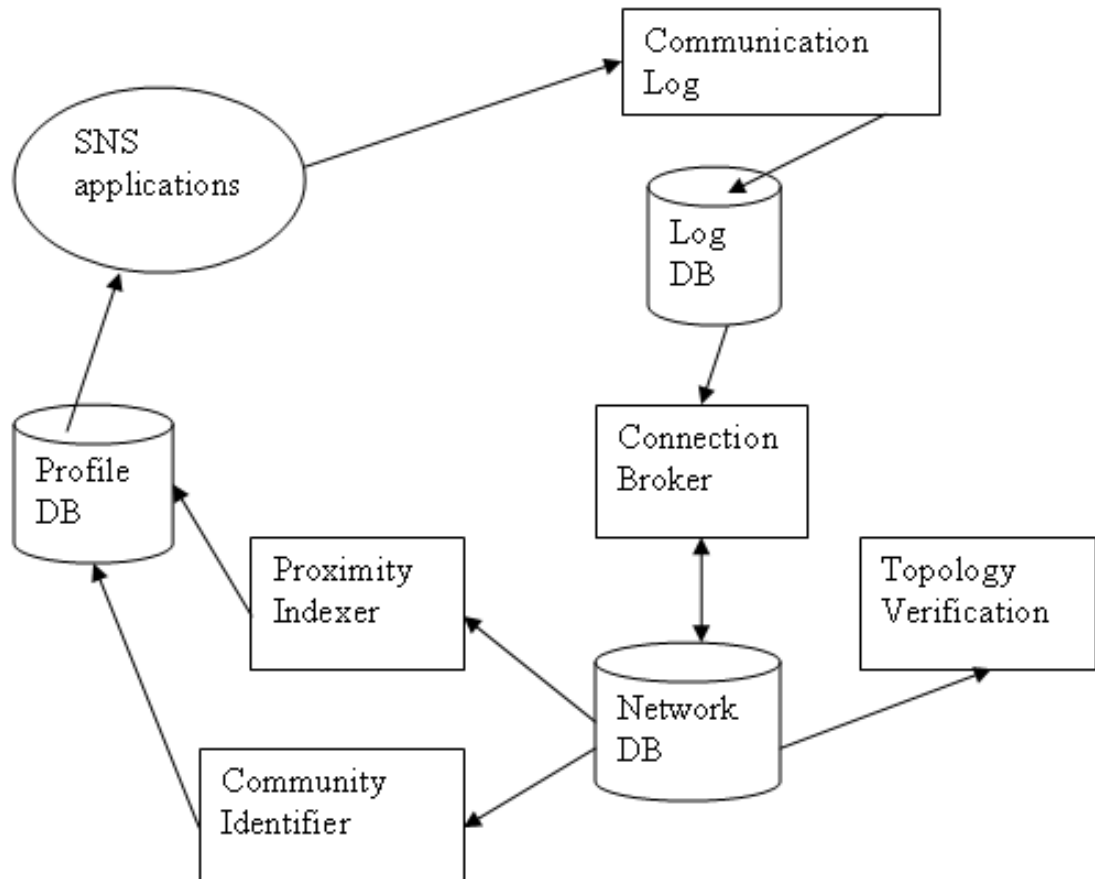 Communication
Log
SNS
applications
Log
DB
Connection
Broker
Profile
DB
Proximity
Indexer
Topology
Verification
Network
DB
Community
Identifier